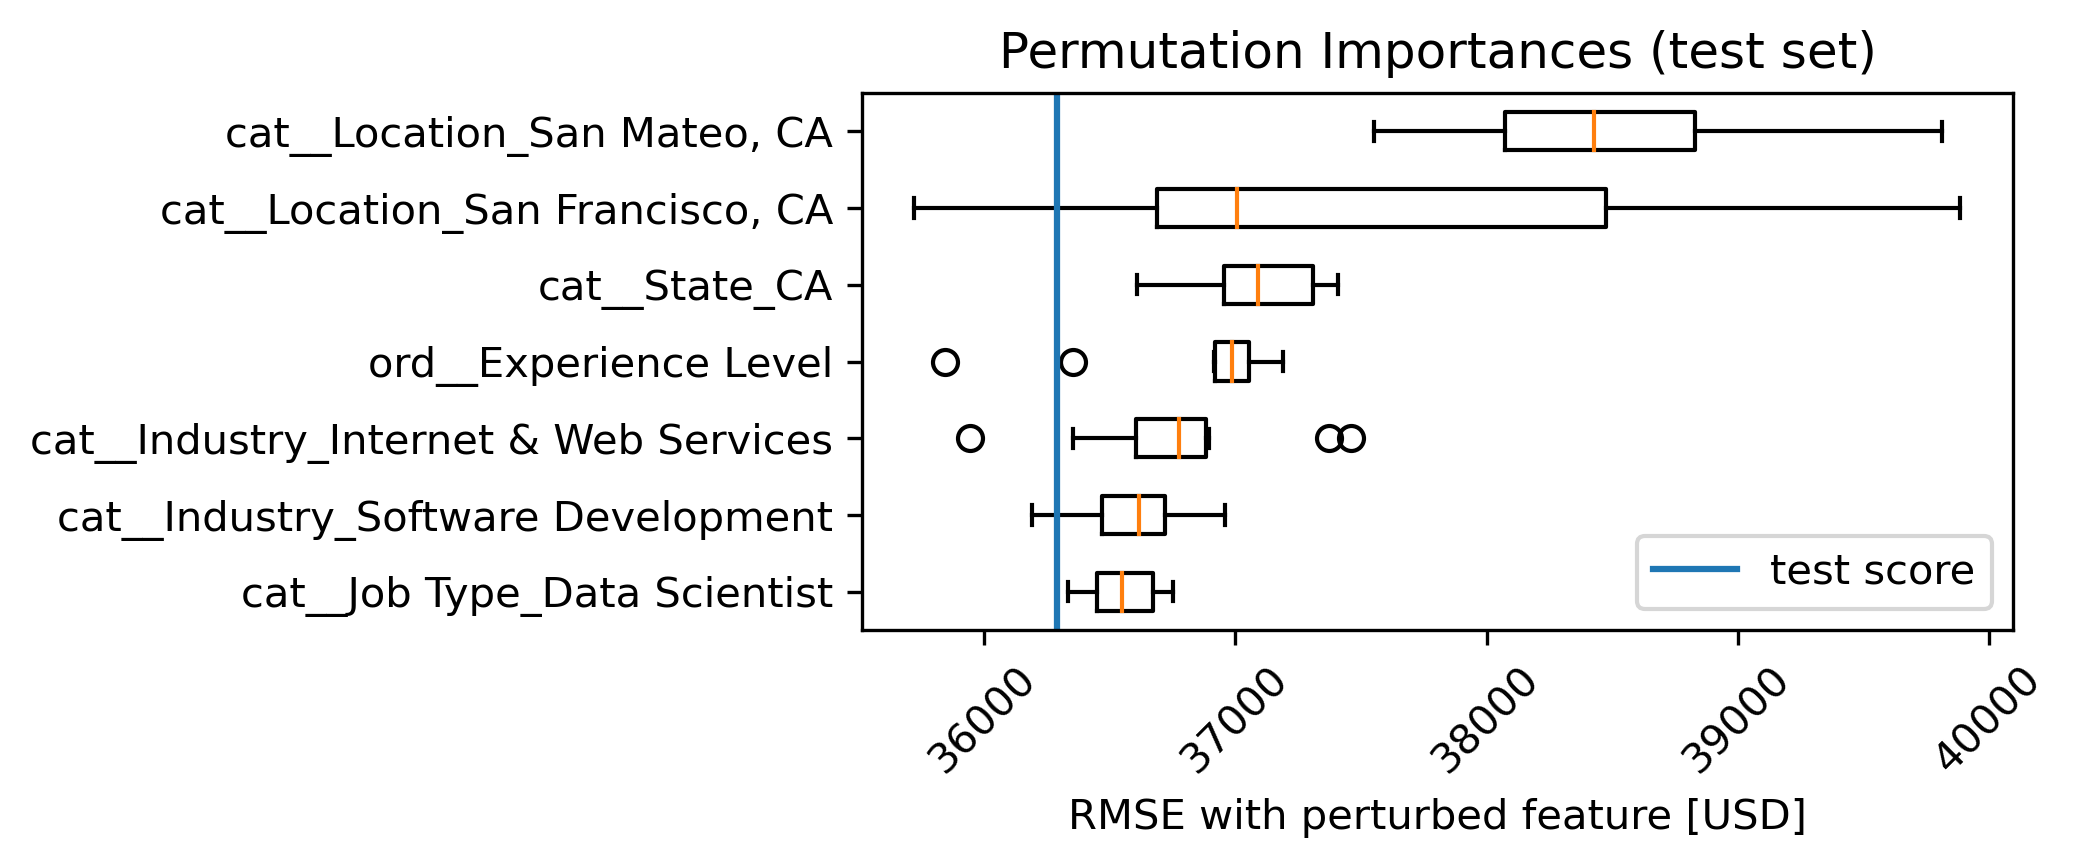 Permutation Importances (test set)
cat__Location_San Mateo, CA
cat__Location_San Francisco, CA
cat__State_CA
ord__Experience Level
cat__Industry_Internet & Web Services
cat__Industry_Software Development
cat__Job Type_Data Scientist
test score
36000
37000
38000
39000
40000
RMSE with perturbed feature [USD]